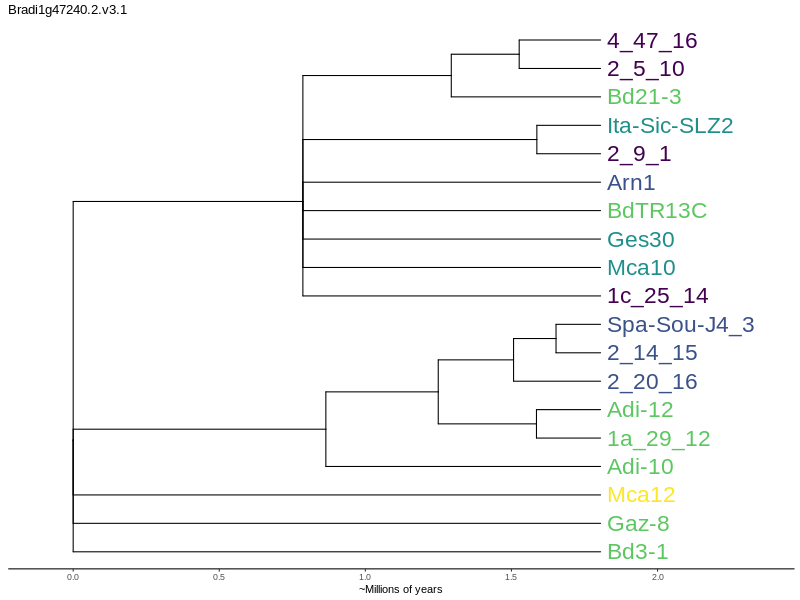 Bradi1g47240.2.v3.1
4_47_16
2_5_10
Bd21-3
Ita-Sic-SLZ2
2_9_1
Arn1
BdTR13C
Ges30
Mca10
1c_25_14
Spa-Sou-J4_3
2_14_15
2_20_16
Adi-12
1a_29_12
Adi-10
Mca12
Gaz-8
Bd3-1
0.0 0.5 1.0 1.5 2.0
~Millions of years